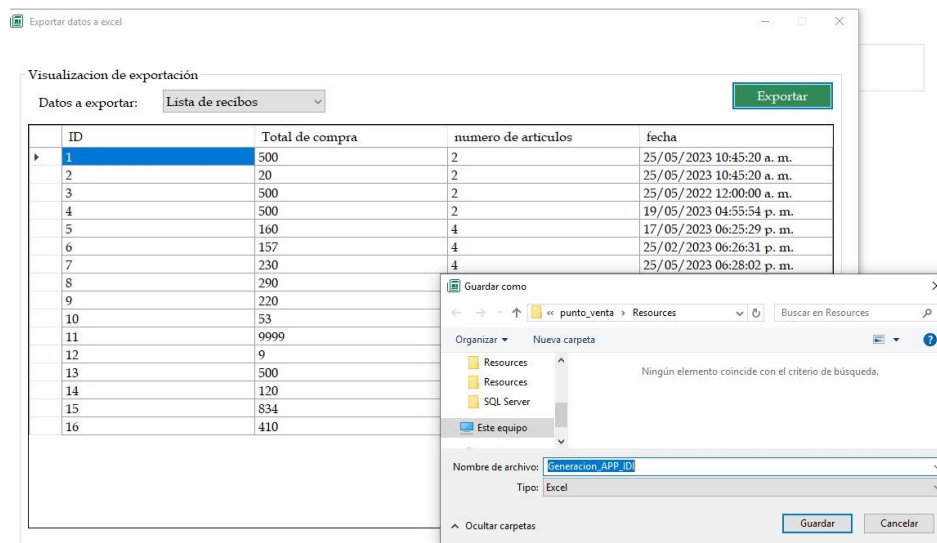 Exportar datos a excel
Visualizacion de exportación
Datos a exportar: Lista de recibos Exportar
ID Total de compra numero de articulos fecha
1 500 2 25/05/2023 10:45:20 a. m.
2 20 2 25/05/2023 10:45:20 a. m.
3 500 2 25/05/2022 12:00:00 a. m.
4 500 2 19/05/2023 04:55:54 p. m.
5 160 4 17/05/2023 06:25:29 p. m.
6 157 4 25/02/2023 06:26:31 p. m.
7 230 4 25/05/2023 06:28:02 p. m.
8 290
9 220
10 53
11 9999
12 9
13 500
14 120
15 834
16 410
Guardar como
« punto_venta › Resources Buscar en Resources
Organizar Nueva carpeta
Resources
Resources
SQL Server
Este equipo
Ningún elemento coincide con el criterio de búsqueda.
Nombre de archivo: Generacion_APP_IDI
Tipo: Excel
Ocultar carpetas Guardar Cancelar